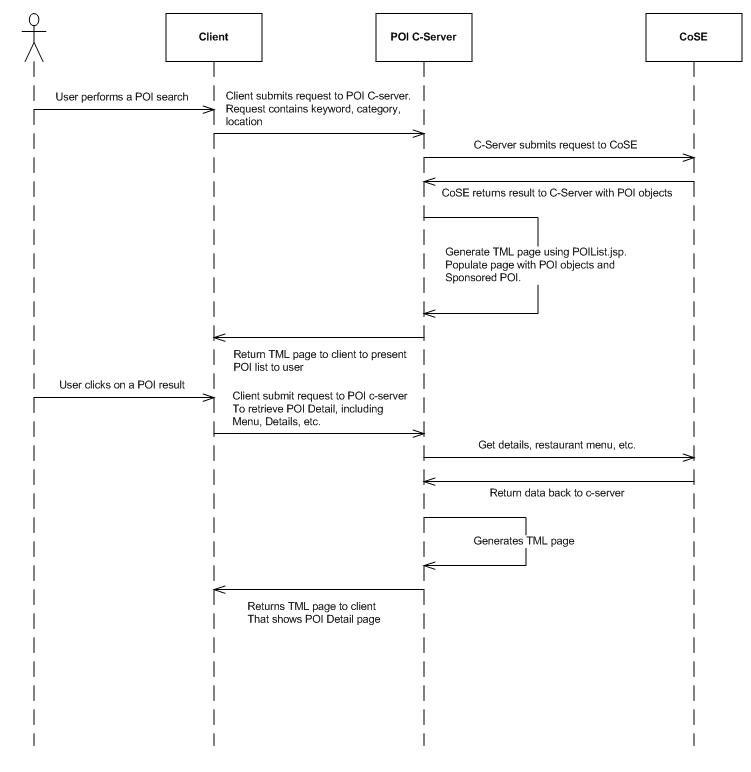 Client
POI C-Server
CoSE
User performs a POI search
Client submits request to POI C-server.
Request contains keyword, category,
location
C-Server submits request to CoSE
CoSE returns result to C-Server with POI objects
Generate TML page using POIList.jsp.
Populate page with POI objects and
Sponsored POI.
Return TML page to client to present
POI list to user
User clicks on a POI result
Client submit request to POI c-server
To retrieve POI Detail, including
Menu, Details, etc.
Get details, restaurant menu, etc.
Return data back to c-server
Generates TML page
Returns TML page to client
That shows POI Detail page